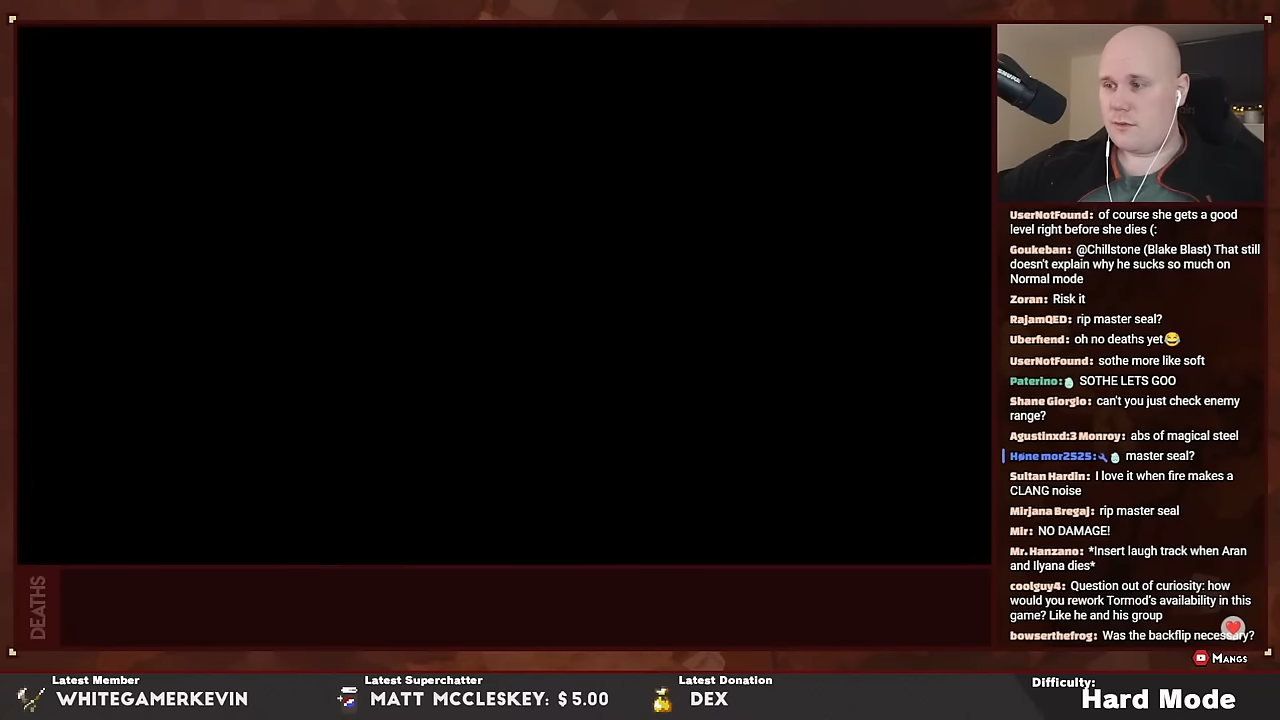 SHURE
UserNotFound: of course she gets a good
level right before she dies (:
Goukeban: @Chillstone (Blake Blast) That still
doesn't explain why he sucks so much on
Normal mode
Zoran: Risk it
RajamQED: rip master seal?
Uberfiend: oh no deaths yet😂
UserNotFound: sothe more like soft
Paterino: SOTHE LETS GOO
Shane Giorgio: can't you just check enemy
range?
Agustinxd:3 Monroy: abs of magical steel
Høne mor2525: master seal?
Sultan Hardin: I love it when fire makes a
CLANG noise
Mirjana Bregaj: rip master seal
Mir: NO DAMAGE!
Mr. Hanzano: *Insert laugh track when Aran
and Ilyana dies*
coolguy4: Question out of curiosity: how
would you rework Tormod's availability in this
game? Like he and his group
bowserthefrog: Was the backflip necessary?
DEATHS
Mangs
Latest Member
WHITEGAMERKEVIN
Latest Superchatter
MATT MCCLESKEY: $5.00
Latest Donation
DEX
Difficulty:
Hard Mode